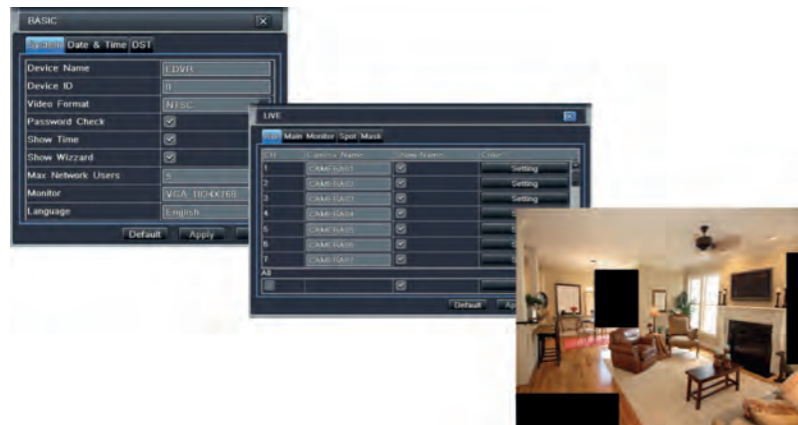 BASIC
System Date & Time DST
Device Name EDVR
Device ID 0
Video Format NTSC
Password Check
Show Time
Show Wizzard
Max Network Users 5
Monitor VGA 1024X768
Language English
Default Apply
LIVE
Main Monitor Spot Mask
CH Camera Name Show Name Color
1 CAMERA01 Setting
2 CAMERA02 Setting
3 CAMERA03 Setting
4 CAMERA04
5 CAMERA05
6 CAMERA06
7 CAMERA07
All
Default